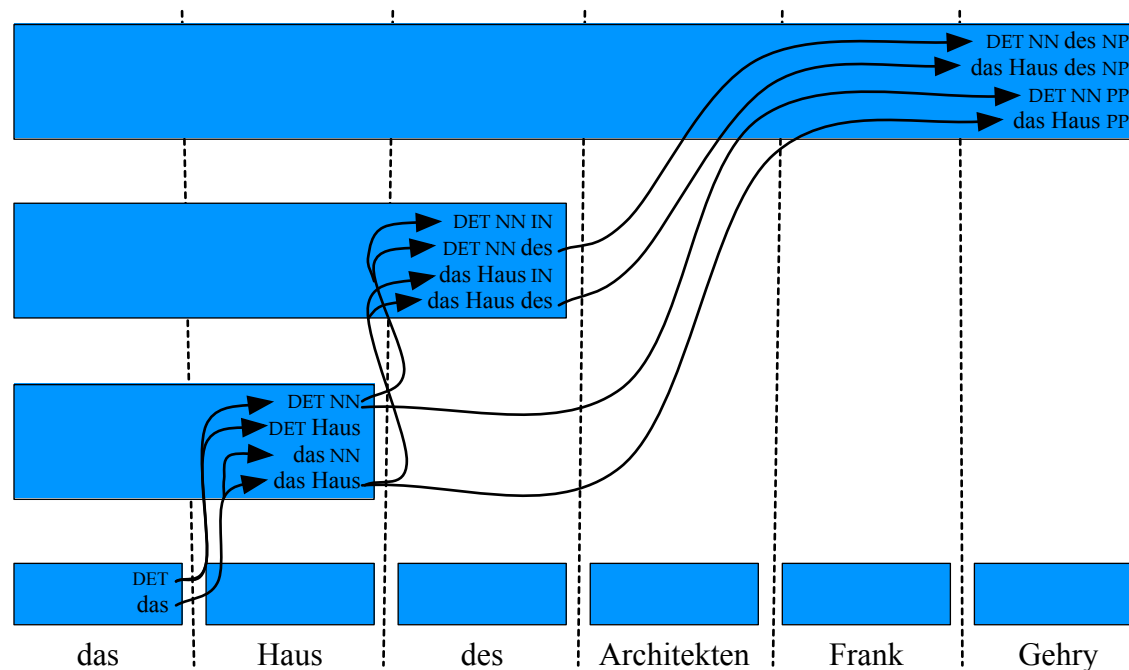 DET NN des NP
das Haus des NP
DET NN PP
das Haus PP
DET NN IN
DET NN des
das Haus IN
das Haus des
DET NN
DET Haus
das NN
das Haus
DET
das
das Haus des Architekten Frank Gehry